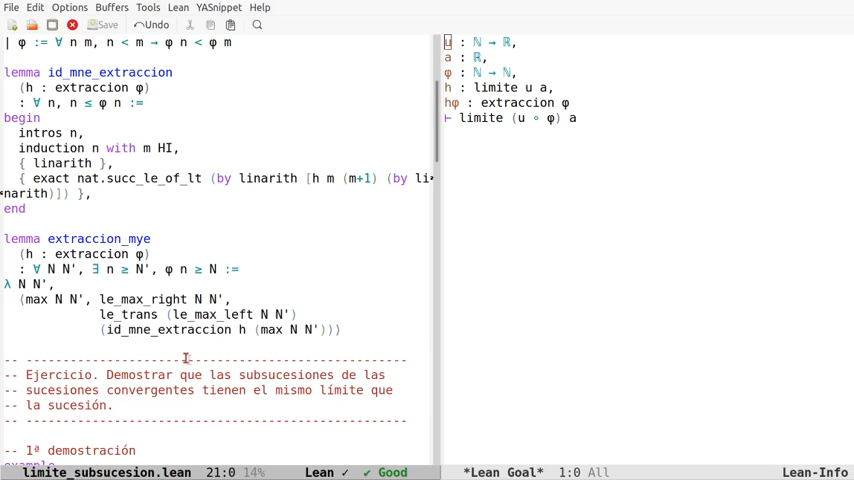 File Edit Options Buffers Tools Lean YASnippet Help
Save Undo
| φ := ∀ n m, n < m → φ n < φ m
lemma id_mne_extraccion
(h : extraccion φ)
: ∀ n, n ≤ φ n :=
begin
intros n,
induction n with m HI,
{ linarith },
{ exact nat.succ_le_of_lt (by linarith [h m (m+1) (by li
narith)]) },
end
lemma extraccion_mye
(h : extraccion φ)
: ∀ N N', ∃ n ≥ N', φ n ≥ N :=
λ N N',
⟨max N N', le_max_right N N',
le_trans (le_max_left N N')
(id_mne_extraccion h (max N N'))⟩
-- ---------------------------------------------------
-- Ejercicio. Demostrar que las subsucesiones de las
-- sucesiones convergentes tienen el mismo límite que
-- la sucesión.
-- ---------------------------------------------------
-- 1ª demostración
example
limite_subsucesion.lean 21:0 14% Lean ✓ ✔ Good
u : ℕ → ℝ,
a : ℝ,
φ : ℕ → ℕ,
h : limite u a,
hφ : extraccion φ
⊢ limite (u ∘ φ) a
*Lean Goal* 1:0 All Lean-Info